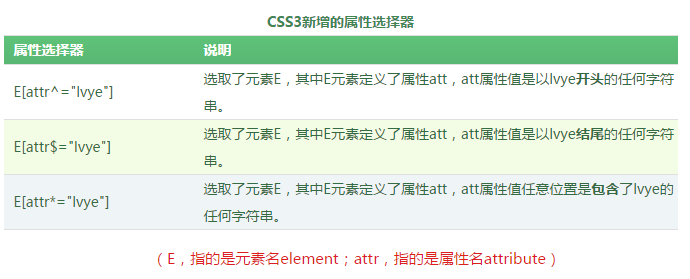 CSS3新增的属性选择器
属性选择器 说明
E[attr^="lvye"] 选取了元素E，其中E元素定义了属性att，att属性值是以lvye开头的任何字符
串。
E[attr$="lvye"] 选取了元素E，其中E元素定义了属性att，att属性值是以lvye结尾的任何字符
串。
E[attr*="lvye"] 选取了元素E，其中E元素定义了属性att，att属性值任意位置是包含了lvye的
任何字符串。
（E，指的是元素名element；attr，指的是属性名attribute）